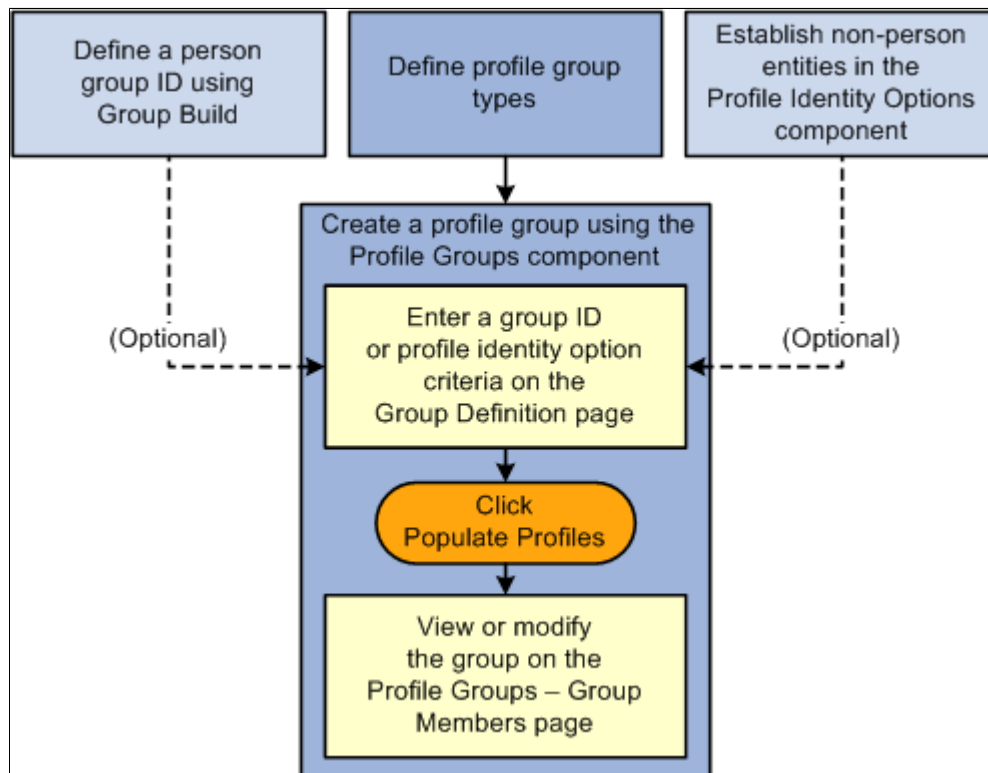 Define a person
group ID using
Group Build
Define profile group
types
Establish non-person
entities in the
Profile Identity Options
component
Create a profile group using the
Profile Groups component
(Optional)
Enter a group ID
or profile identity option
criteria on the
Group Definition page
(Optional)
Click
Populate Profiles
View or modify
the group on the
Profile Groups – Group
Members page